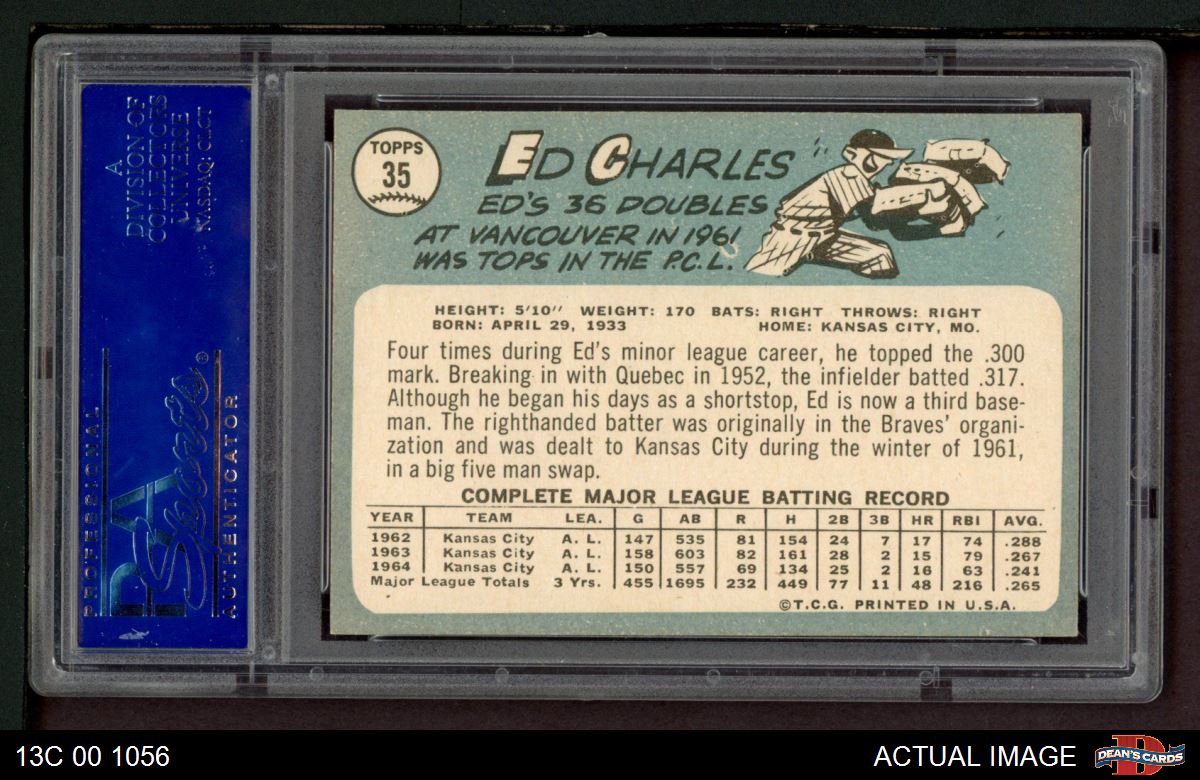 A
DIVISION OF
COLLECTORS
UNIVERSE
NASDAQ: CLCT
PROFESSIONAL
PSA
Sports®
AUTHENTICATOR
TOPPS
35
ED CHARLES
ED'S 36 DOUBLES
AT VANCOUVER IN 1961
WAS TOPS IN THE P.C.L.
HEIGHT: 5'10" WEIGHT: 170 BATS: RIGHT THROWS: RIGHT
BORN: APRIL 29, 1933 HOME: KANSAS CITY, MO.
Four times during Ed's minor league career, he topped the .300
mark. Breaking in with Quebec in 1952, the infielder batted .317.
Although he began his days as a shortstop, Ed is now a third base-
man. The righthanded batter was originally in the Braves' organi-
zation and was dealt to Kansas City during the winter of 1961,
in a big five man swap.
COMPLETE MAJOR LEAGUE BATTING RECORD
YEAR TEAM LEA. G AB R H 2B 3B HR RBI AVG.
1962 Kansas City A. L. 147 535 81 154 24 7 17 74 .288
1963 Kansas City A. L. 158 603 82 161 28 2 15 79 .267
1964 Kansas City A. L. 150 557 69 134 25 2 16 63 .241
Major League Totals 3 Yrs. 455 1695 232 449 77 11 48 216 .265
©T.C.G. PRINTED IN U.S.A.
13C 00 1056
ACTUAL IMAGE
DEAN'S CARDS